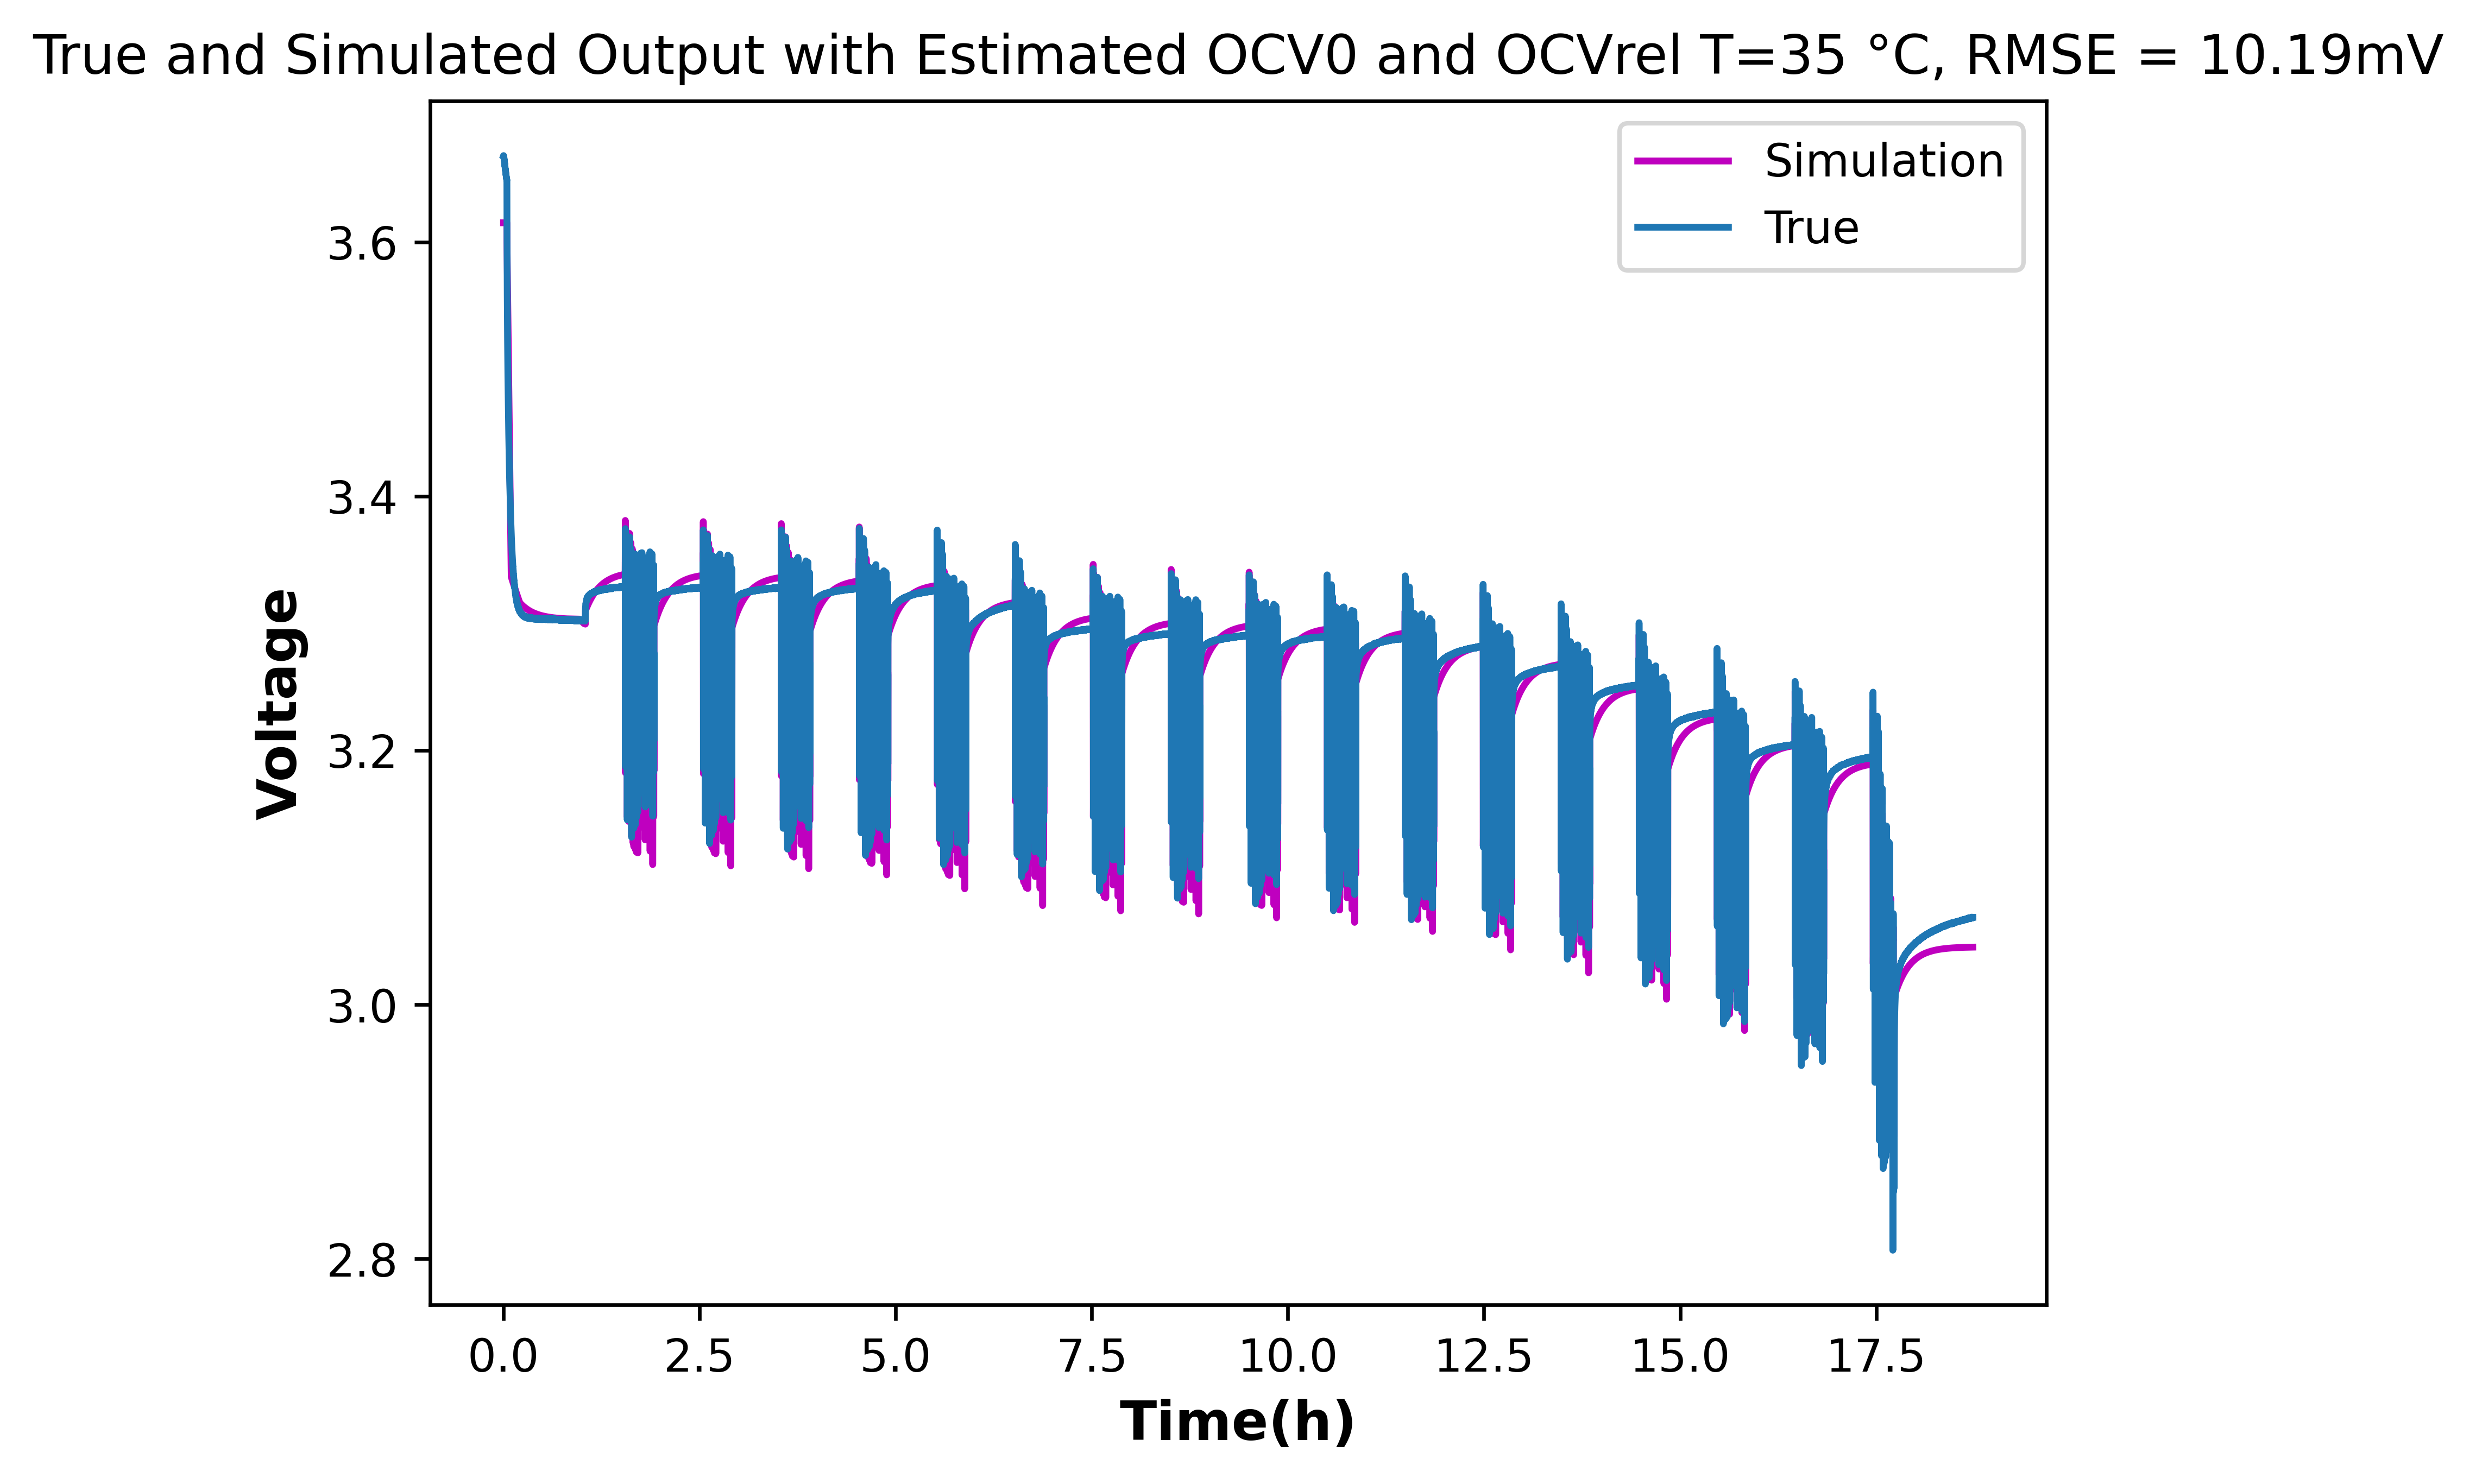 True and Simulated Output with Estimated OCV0 and OCVrel T=35 °C, RMSE = 10.19mV
Simulation
True
3.6
3.4
3.2
3.0
2.8
Voltage
0.0 2.5 5.0 7.5 10.0 12.5 15.0 17.5
Time(h)